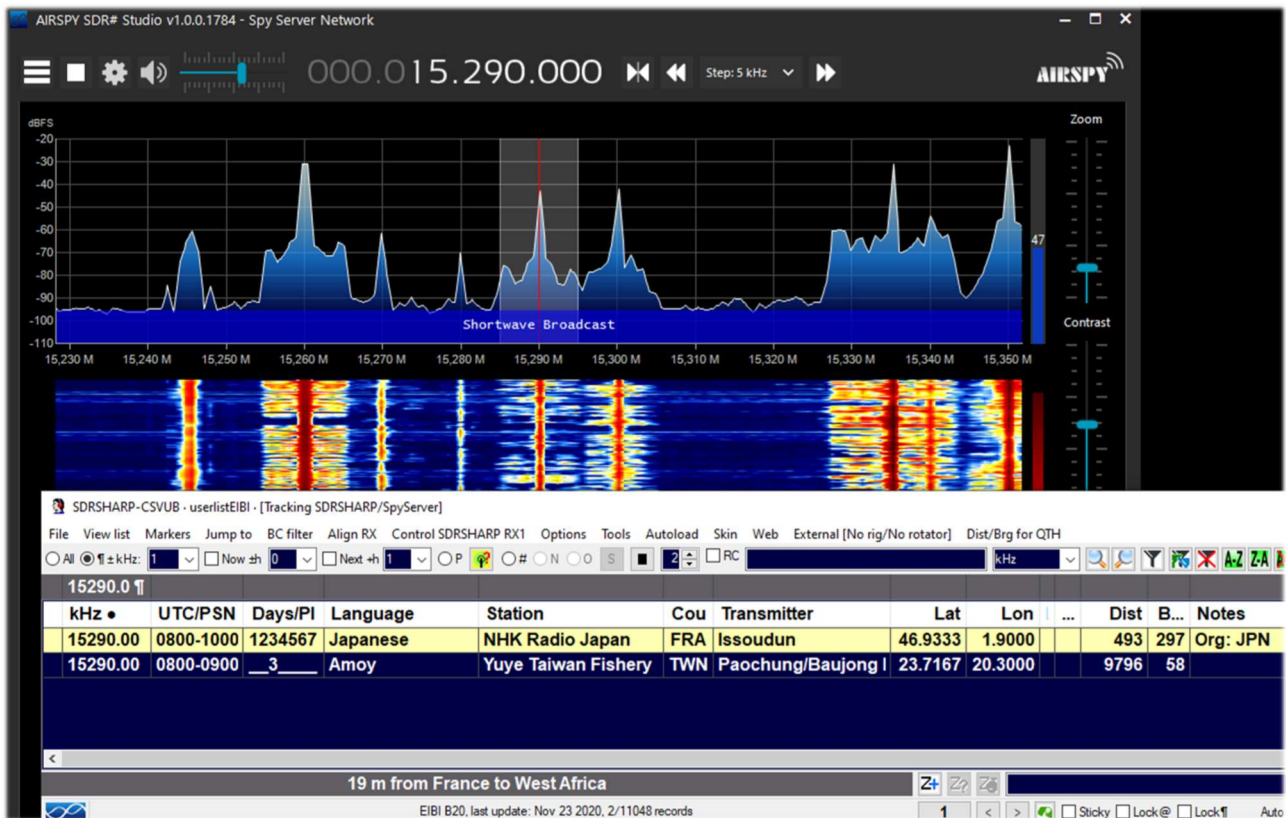 AIRSPY SDR# Studio v1.0.0.1784 - Spy Server Network
000.015.290.000
Step: 5 kHz
AIRSPY
Zoom
dBFS
-20
-30
-40
-50
-60
-70
-80
-90
-100
-110
47
Contrast
Shortwave Broadcast
15,230 M 15,240 M 15,250 M 15,260 M 15,270 M 15,280 M 15,290 M 15,300 M 15,310 M 15,320 M 15,330 M 15,340 M 15,350 M
SDRSHARP-CSVUB - userlistEIBI - [Tracking SDRSHARP/SpyServer]
File View list Markers Jump to BC filter Align RX Control SDRSHARP RX1 Options Tools Autoload Skin Web External [No rig/No rotator] Dist/Brg for QTH
All ¶ ± kHz: 1 Now ±h 0 Next +h 1 P # N O S 2 RC kHz A-Z Z-A
15290.0 ¶
kHz ● UTC/PSN Days/Pl Language Station Cou Transmitter Lat Lon ... Dist B... Notes
15290.00 0800-1000 1234567 Japanese NHK Radio Japan FRA Issoudun 46.9333 1.9000 493 297 Org: JPN
15290.00 0800-0900 __3____ Amoy Yuye Taiwan Fishery TWN Paochung/Baujong 23.7167 20.3000 9796 58
19 m from France to West Africa
Z+ Z?
EIBI B20, last update: Nov 23 2020, 2/11048 records
1 < > Sticky Lock@ Lock¶ Auto